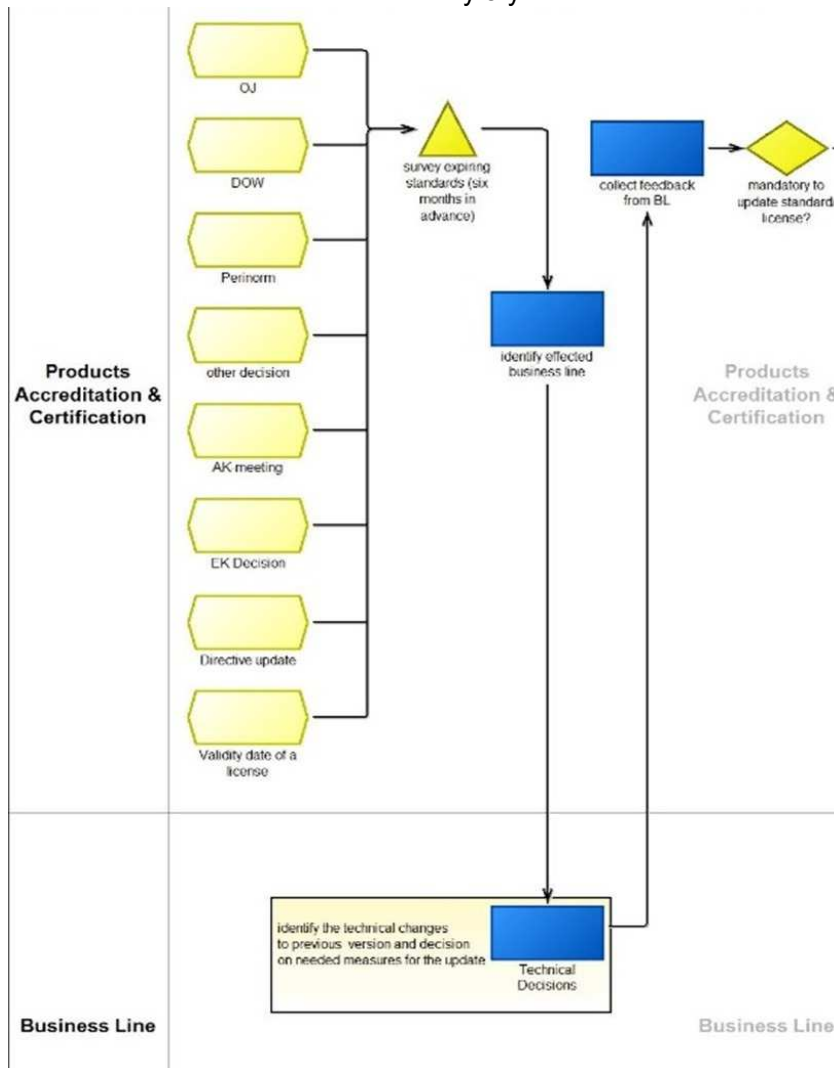 OJ
DOW
survey expiring
standards (six
months in
advance)
collect feedback
from BL
mandatory to
update standard
license?
Perinorm
identify effected
business line
other decision
Products
Accreditation &
Certification
Products
Accreditation &
Certification
AK meeting
EK Decision
Directive update
Validity date of a
license
identify the technical changes
to previous version and decision
on needed measures for the update
Technical
Decisions
Business Line
Business Line